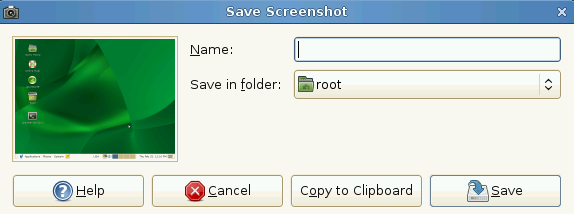 Save Screenshot
Name:
Save in folder:
root
Help
Cancel
Copy to Clipboard
Save